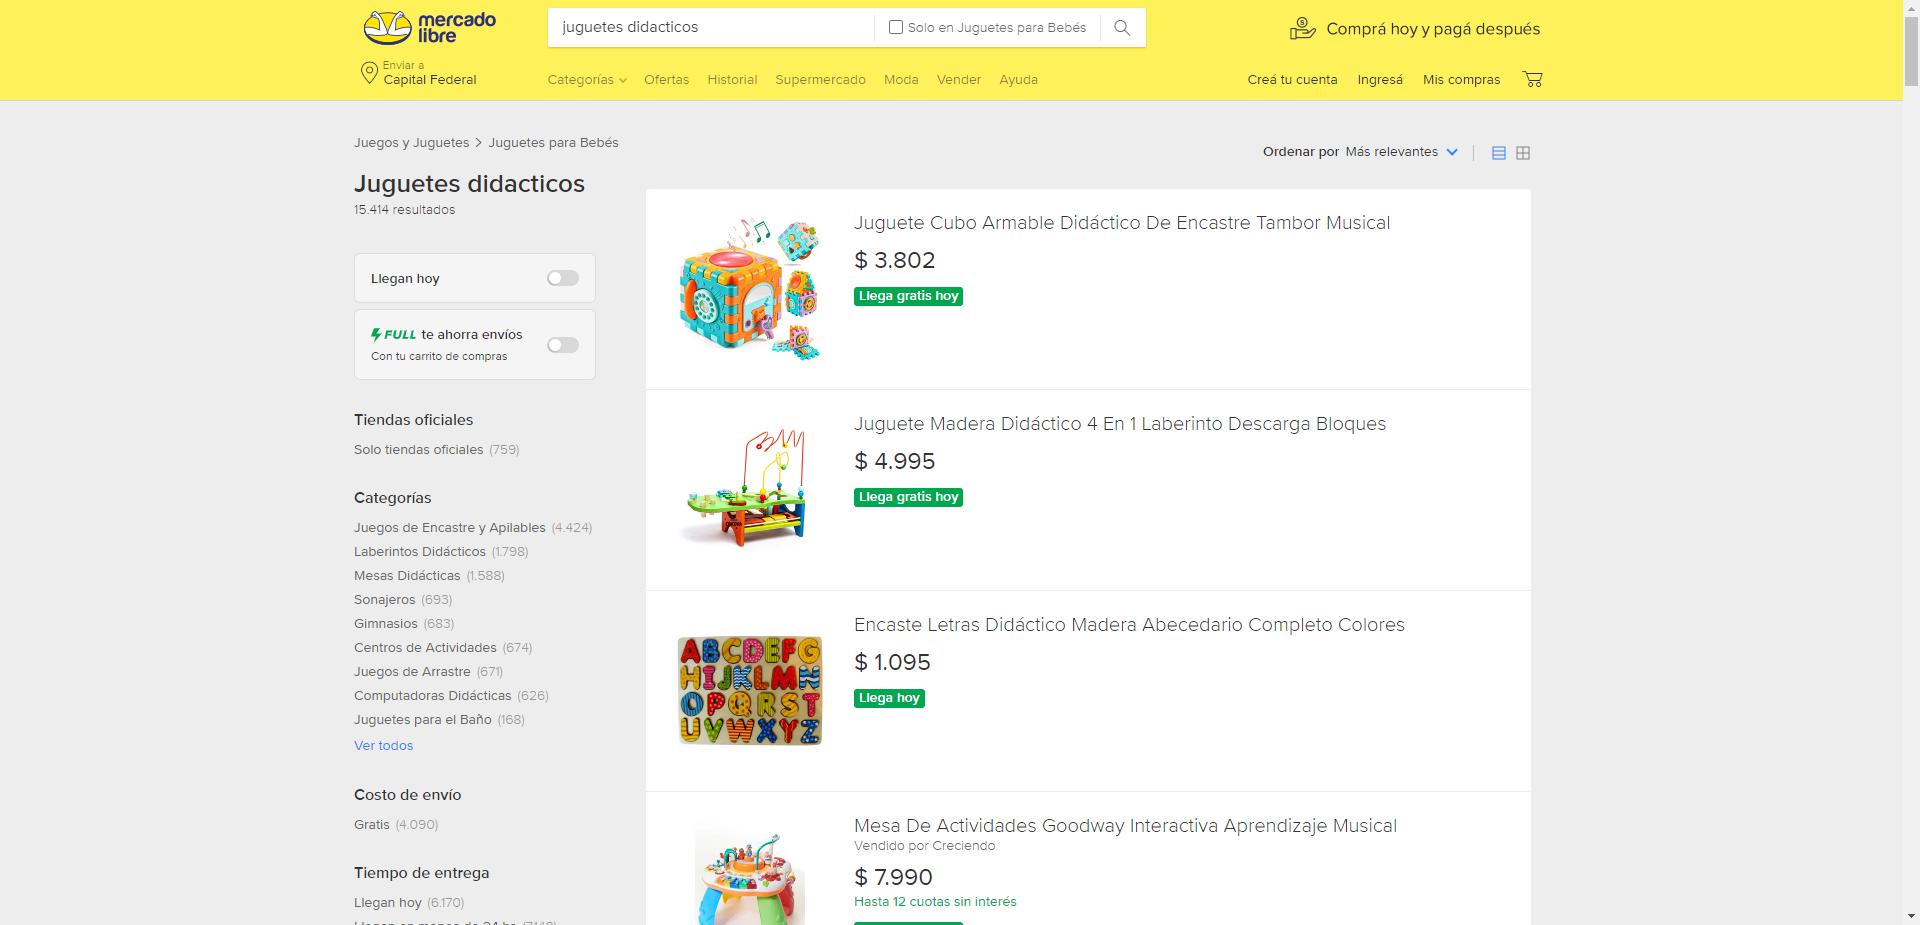 mercado
libre
juguetes didacticos
Solo en Juguetes para Bebés
Comprá hoy y pagá después
Enviar a
Capital Federal
Categorías
Ofertas
Historial
Supermercado
Moda
Vender
Ayuda
Creá tu cuenta
Ingresá
Mis compras
Juegos y Juguetes > Juguetes para Bebés
Ordenar por Más relevantes
Juguetes didacticos
15.414 resultados
Llegan hoy
FULL te ahorra envíos
Con tu carrito de compras
Tiendas oficiales
Solo tiendas oficiales (759)
Categorías
Juegos de Encastre y Apilables (4.424)
Laberintos Didácticos (1.798)
Mesas Didácticas (1.588)
Sonajeros (693)
Gimnasios (683)
Centros de Actividades (674)
Juegos de Arrastre (671)
Computadoras Didácticas (626)
Juguetes para el Baño (168)
Ver todos
Costo de envío
Gratis (4.090)
Tiempo de entrega
Llegan hoy (6.170)
Juguete Cubo Armable Didáctico De Encastre Tambor Musical
$ 3.802
Llega gratis hoy
Juguete Madera Didáctico 4 En 1 Laberinto Descarga Bloques
$ 4.995
Llega gratis hoy
ABCDEFG
HIJKLMN
OPQRST
UVWXYZ
Encaste Letras Didáctico Madera Abecedario Completo Colores
$ 1.095
Llega hoy
Mesa De Actividades Goodway Interactiva Aprendizaje Musical
Vendido por Creciendo
$ 7.990
Hasta 12 cuotas sin interés